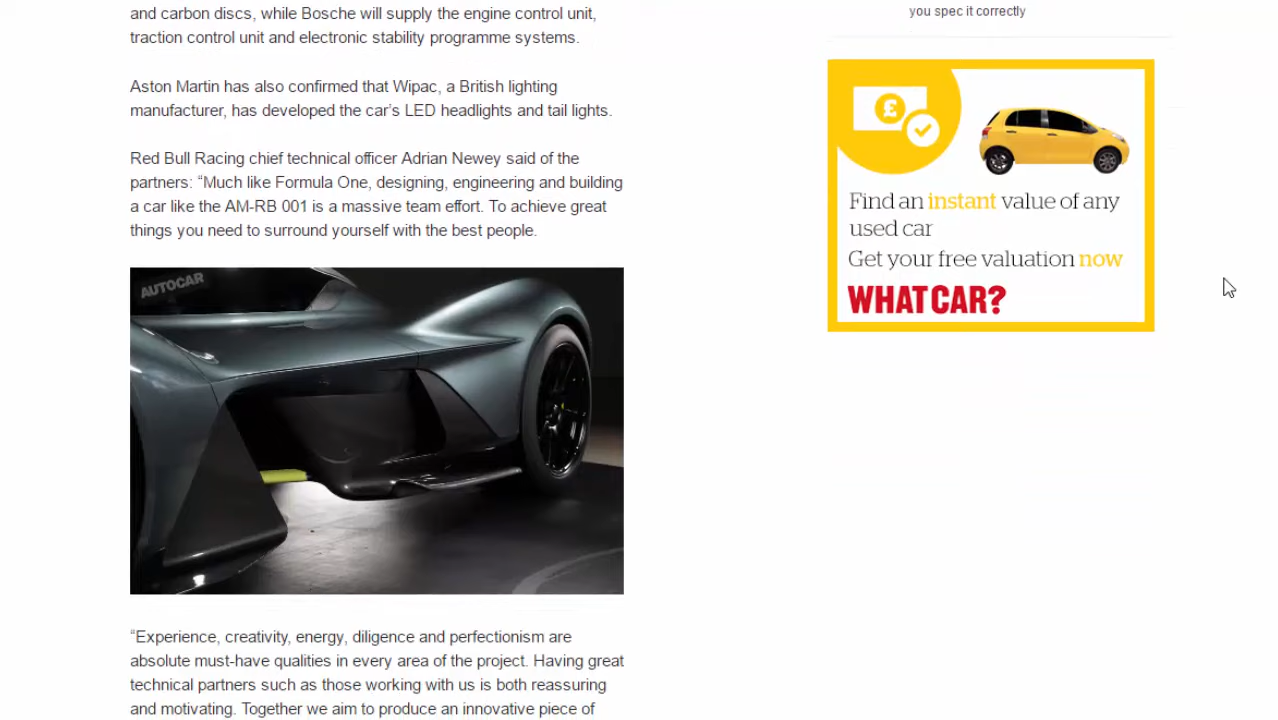 and carbon discs, while Bosche will supply the engine control unit,
traction control unit and electronic stability programme systems.
Aston Martin has also confirmed that Wipac, a British lighting
manufacturer, has developed the car’s LED headlights and tail lights.
Red Bull Racing chief technical officer Adrian Newey said of the
partners: “Much like Formula One, designing, engineering and building
a car like the AM-RB 001 is a massive team effort. To achieve great
things you need to surround yourself with the best people.
AUTOCAR
“Experience, creativity, energy, diligence and perfectionism are
absolute must-have qualities in every area of the project. Having great
technical partners such as those working with us is both reassuring
and motivating. Together we aim to produce an innovative piece of
you spec it correctly
£
Find an instant value of any
used car
Get your free valuation now
WHAT CAR?